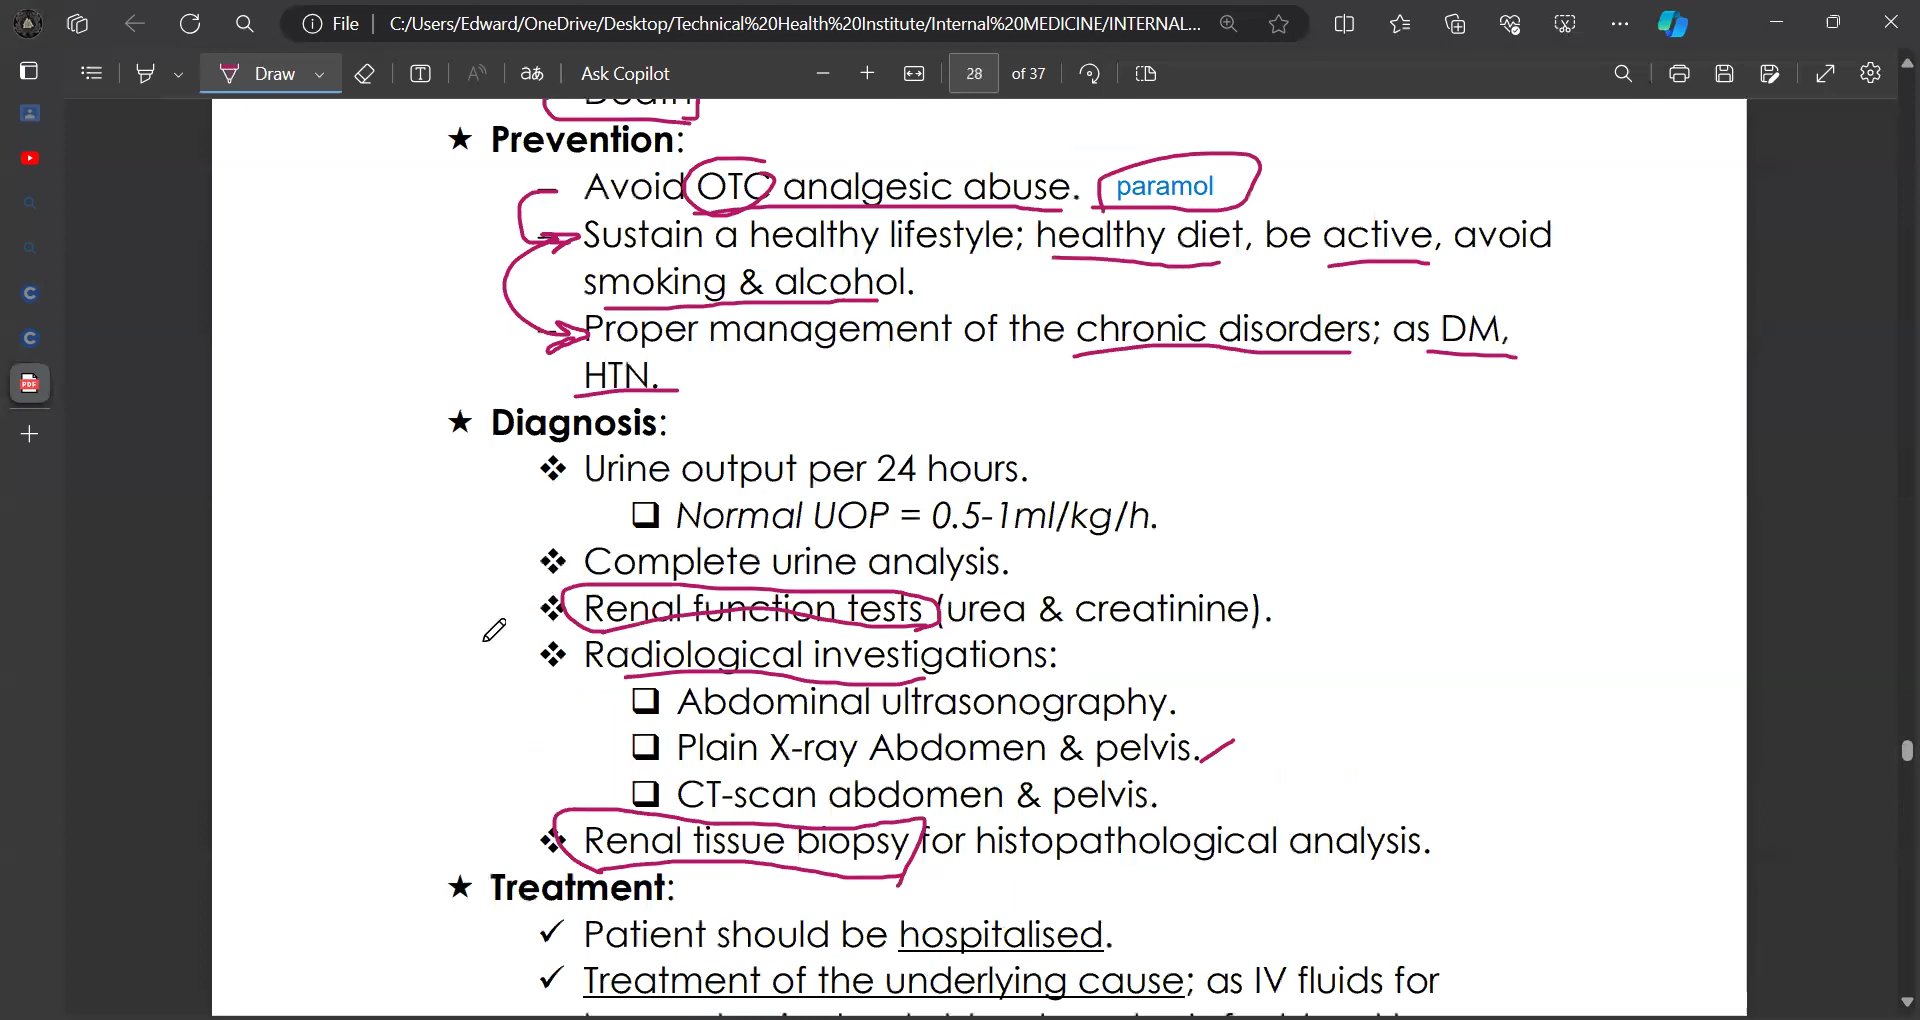 File
C:/Users/Edward/OneDrive/Desktop/Technical%20Health%20Institute/Internal%20MEDICINE/INTERNAL...
Draw
Ask Copilot
28 of 37
Death
★ Prevention:
– Avoid OTC analgesic abuse. paramol
– Sustain a healthy lifestyle; healthy diet, be active, avoid
smoking & alcohol.
– Proper management of the chronic disorders; as DM,
HTN.
★ Diagnosis:
❖ Urine output per 24 hours.
❑ Normal UOP = 0.5-1ml/kg/h.
❖ Complete urine analysis.
❖ Renal function tests (urea & creatinine).
❖ Radiological investigations:
❑ Abdominal ultrasonography.
❑ Plain X-ray Abdomen & pelvis.
❑ CT-scan abdomen & pelvis.
❖ Renal tissue biopsy for histopathological analysis.
★ Treatment:
✓ Patient should be hospitalised.
✓ Treatment of the underlying cause; as IV fluids for